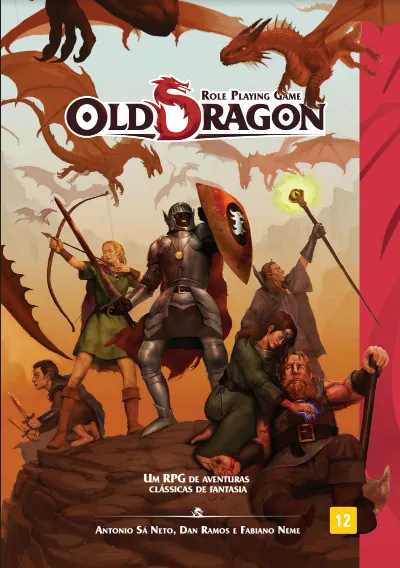 ROLE PLAYING GAME
OLD DRAGON
UM RPG DE AVENTURAS
CLÁSSICAS DE FANTASIA
12
ANTONIO SÁ NETO, DAN RAMOS E FABIANO NEME